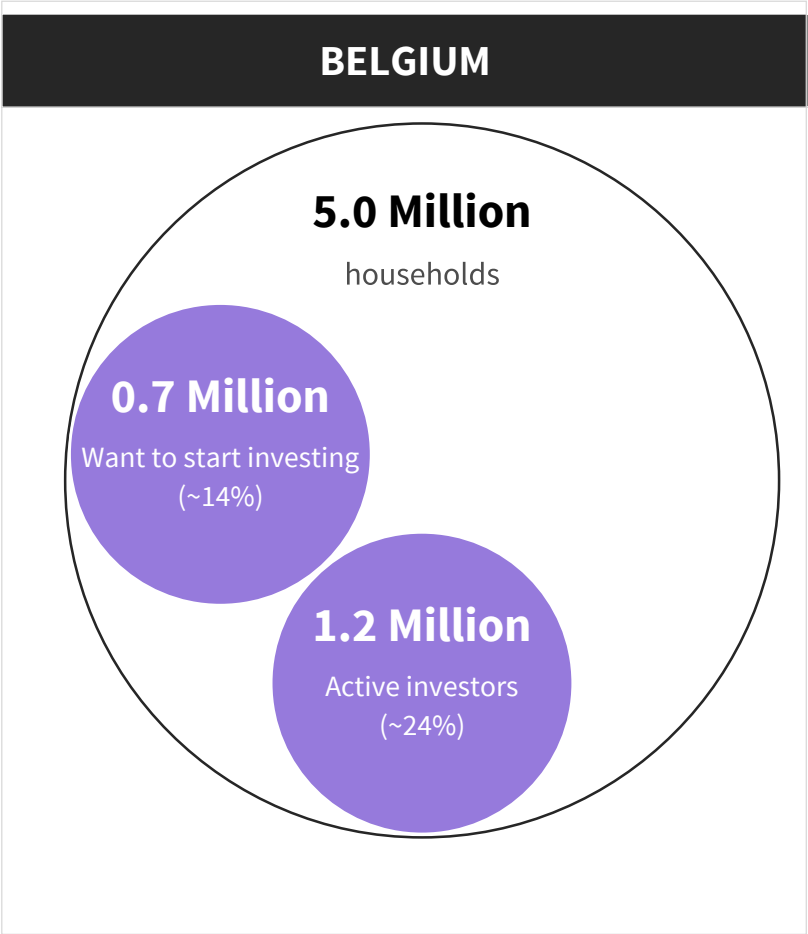 BELGIUM
5.0 Million
households
0.7 Million
Want to start investing
(~14%)
1.2 Million
Active investors
(~24%)